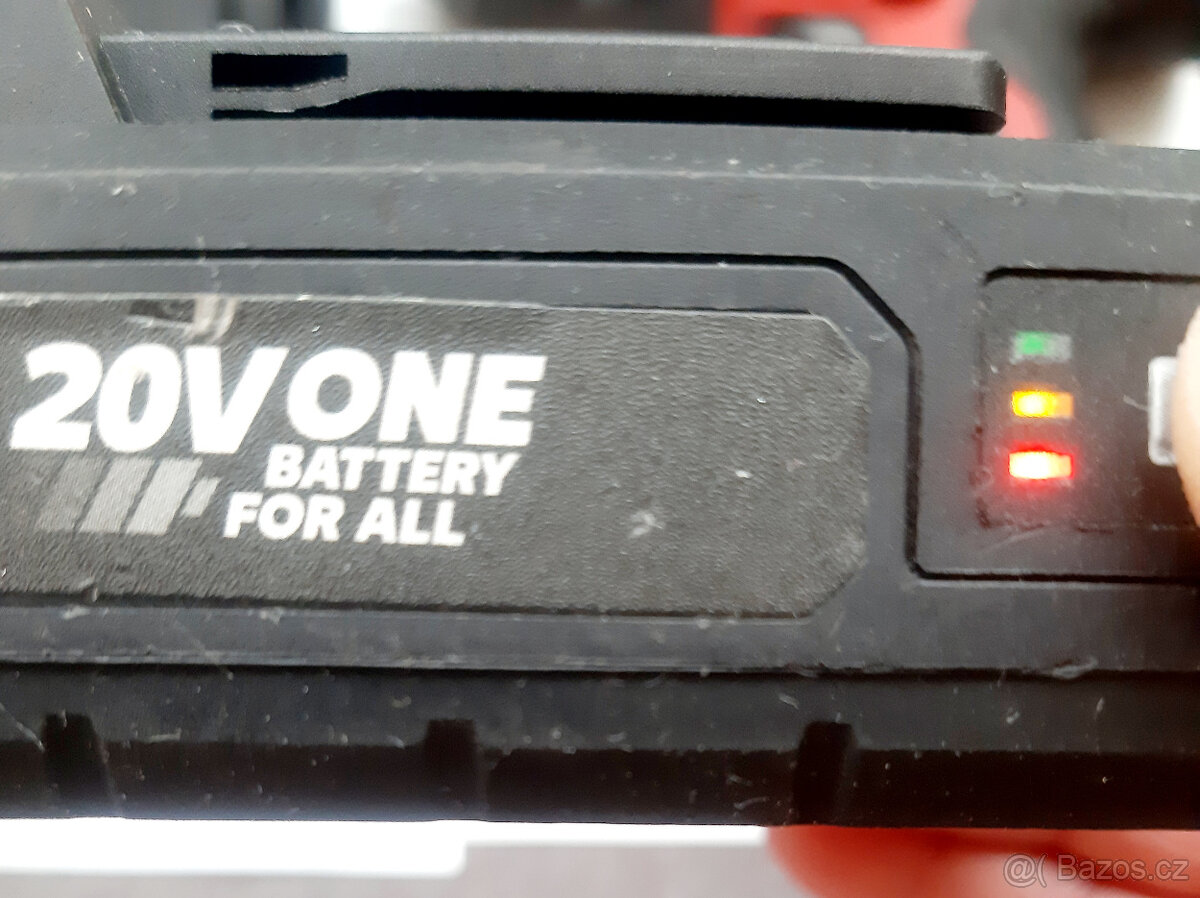 20V ONE
BATTERY
FOR ALL
@( Bazos.cz